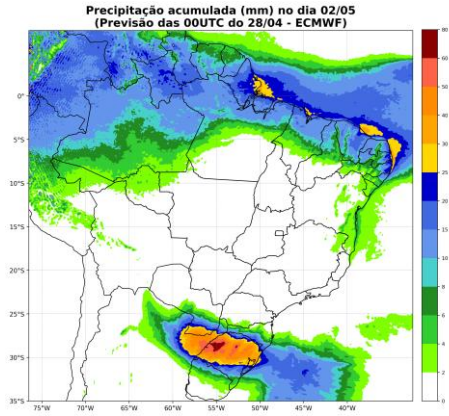 Precipitação acumulada (mm) no dia 02/05
(Previsão das 00UTC do 28/04 - ECMWF)
80
60
50
40
30
25
20
15
10
8
6
4
2
0
0°
5°S
10°S
15°S
20°S
25°S
30°S
35°S
75°W
70°W
65°W
60°W
55°W
50°W
45°W
40°W